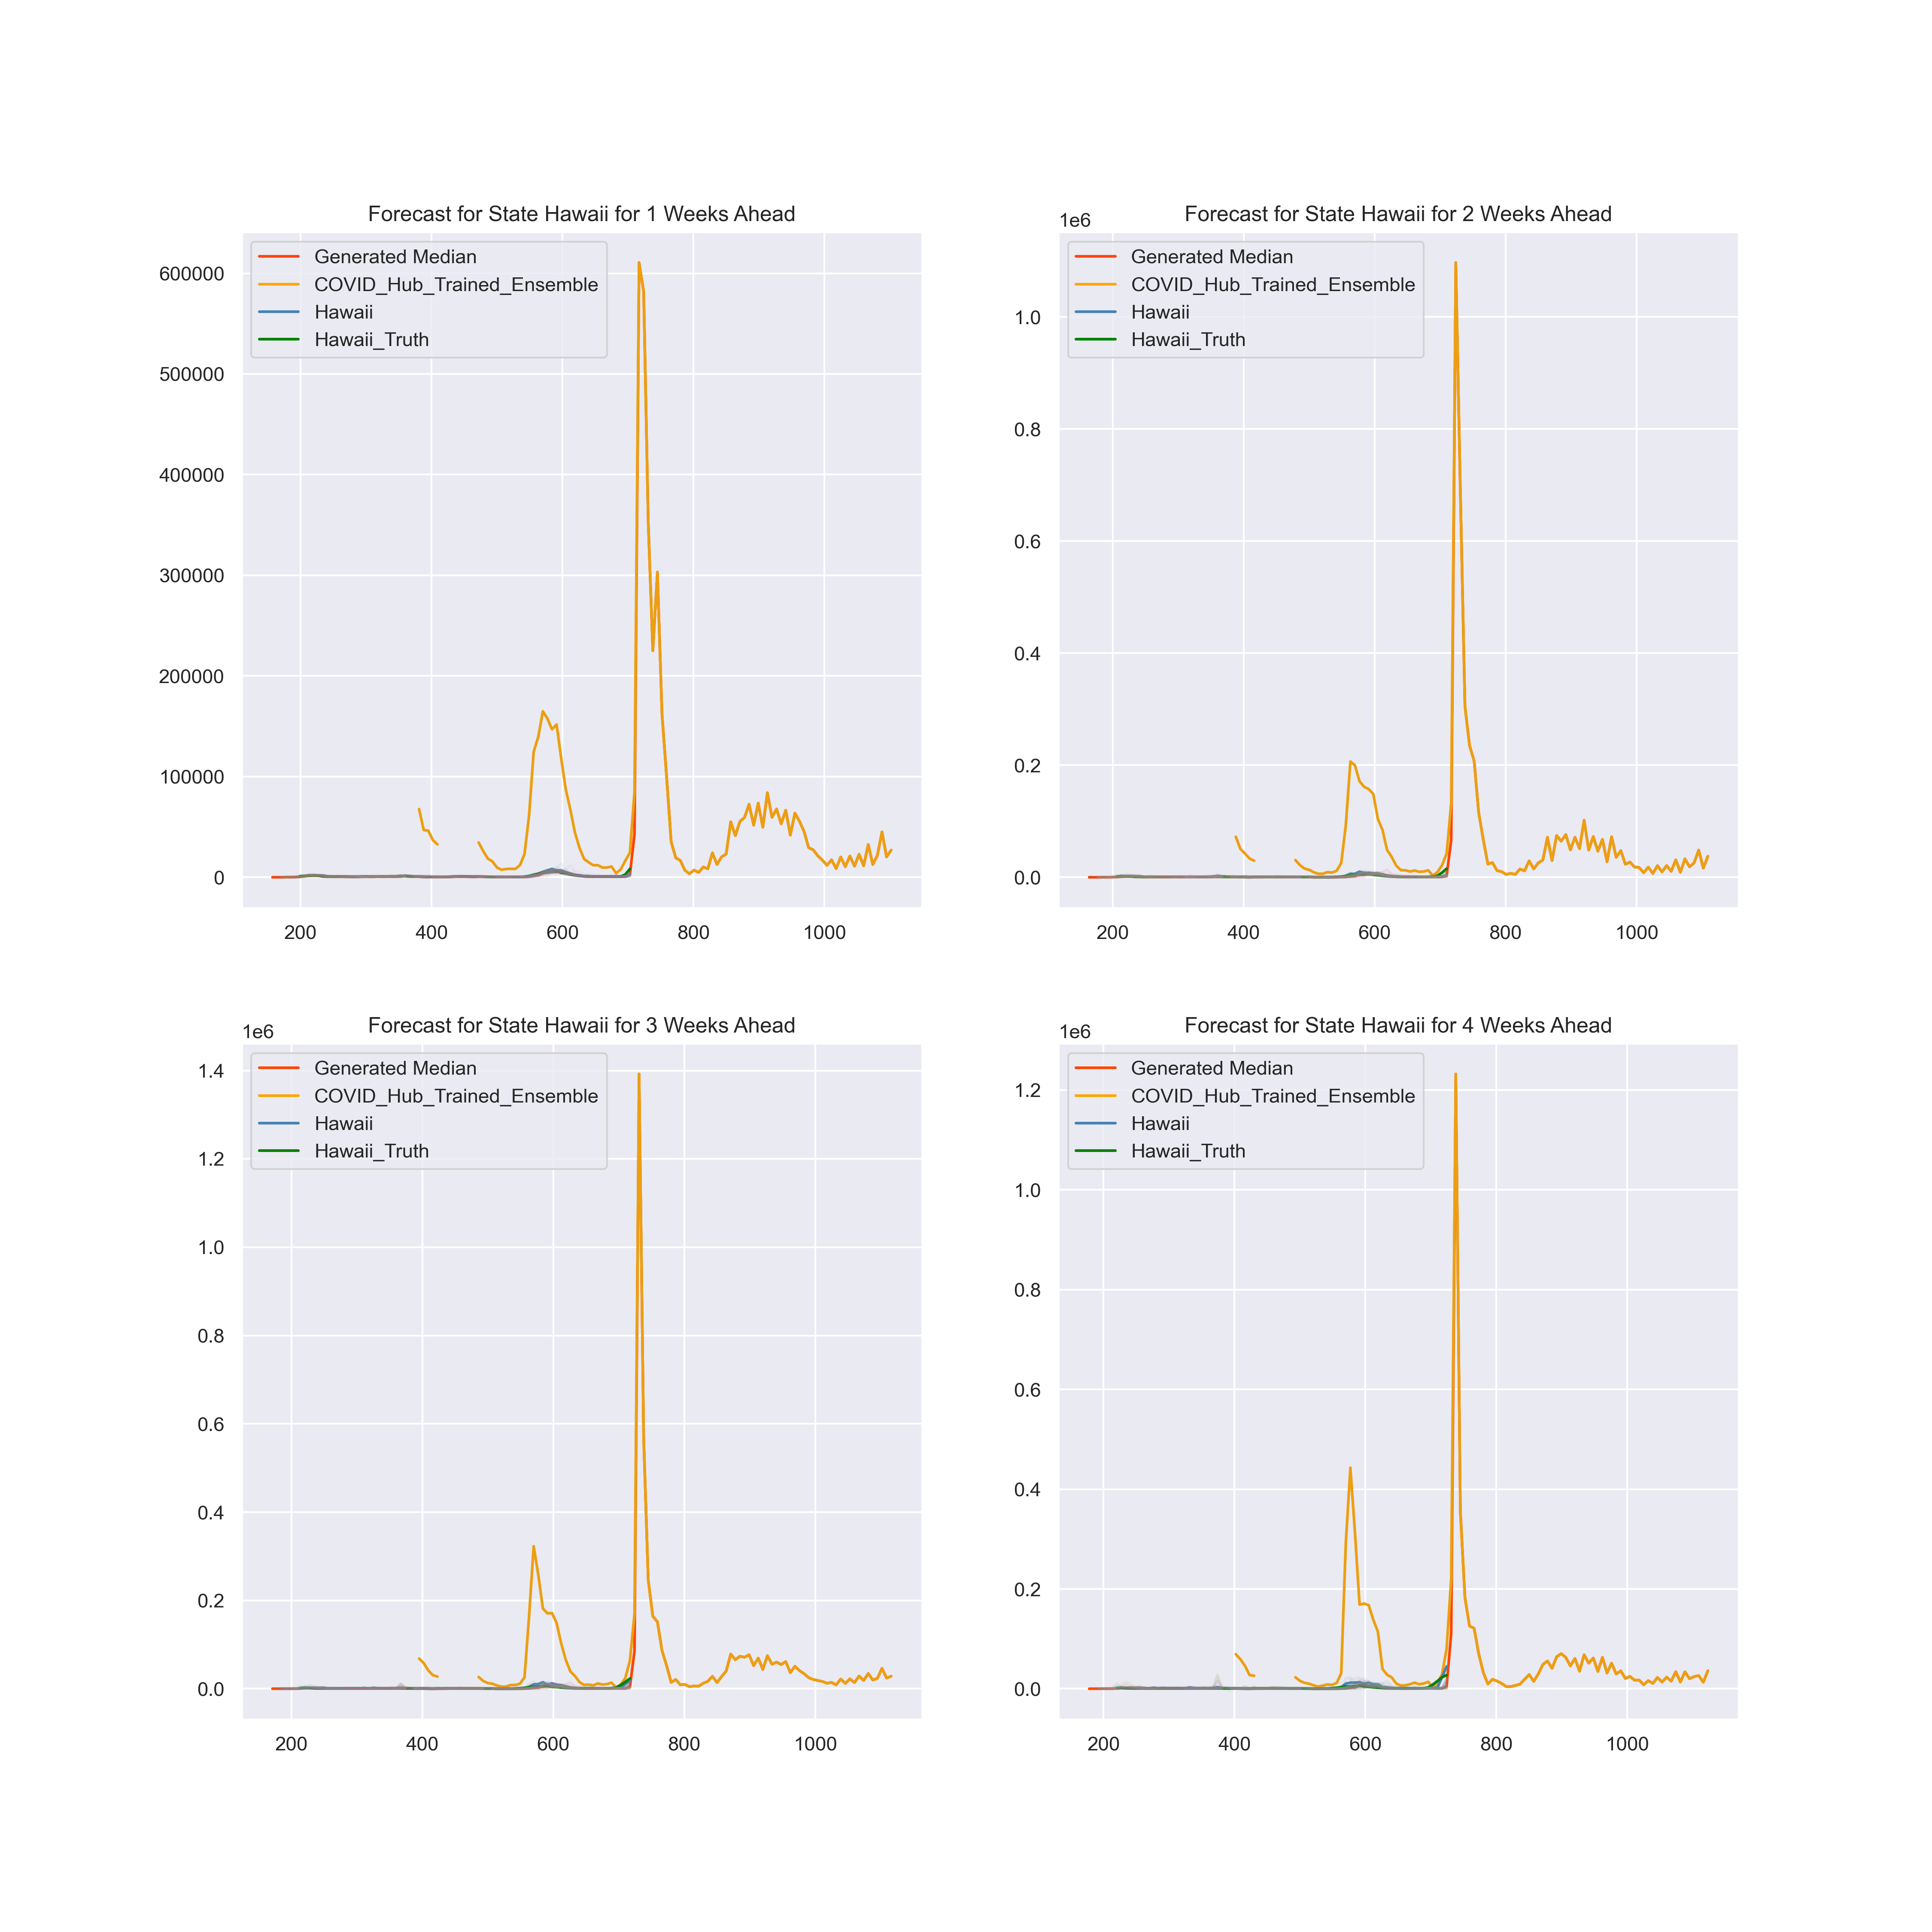 Forecast for State Hawaii for 1 Weeks Ahead
Generated Median
COVID_Hub_Trained_Ensemble
Hawaii
Hawaii_Truth
600000
500000
400000
300000
200000
100000
0
200 400 600 800 1000
Forecast for State Hawaii for 2 Weeks Ahead
1e6
Generated Median
COVID_Hub_Trained_Ensemble
Hawaii
Hawaii_Truth
1.0
0.8
0.6
0.4
0.2
0.0
200 400 600 800 1000
Forecast for State Hawaii for 3 Weeks Ahead
1e6
Generated Median
COVID_Hub_Trained_Ensemble
Hawaii
Hawaii_Truth
1.4
1.2
1.0
0.8
0.6
0.4
0.2
0.0
200 400 600 800 1000
Forecast for State Hawaii for 4 Weeks Ahead
1e6
Generated Median
COVID_Hub_Trained_Ensemble
Hawaii
Hawaii_Truth
1.2
1.0
0.8
0.6
0.4
0.2
0.0
200 400 600 800 1000